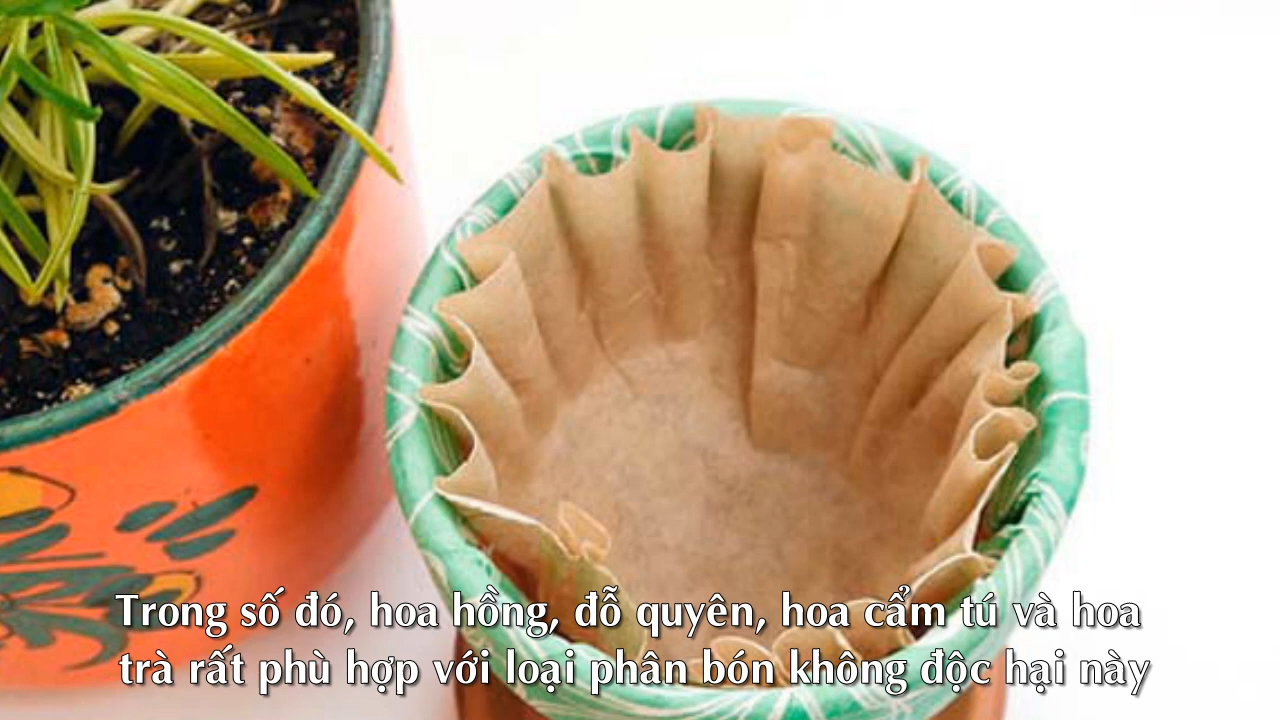 Trong số đó, hoa hồng, đỗ quyên, hoa cẩm tú và hoa
trà rất phù hợp với loại phân bón không độc hại này